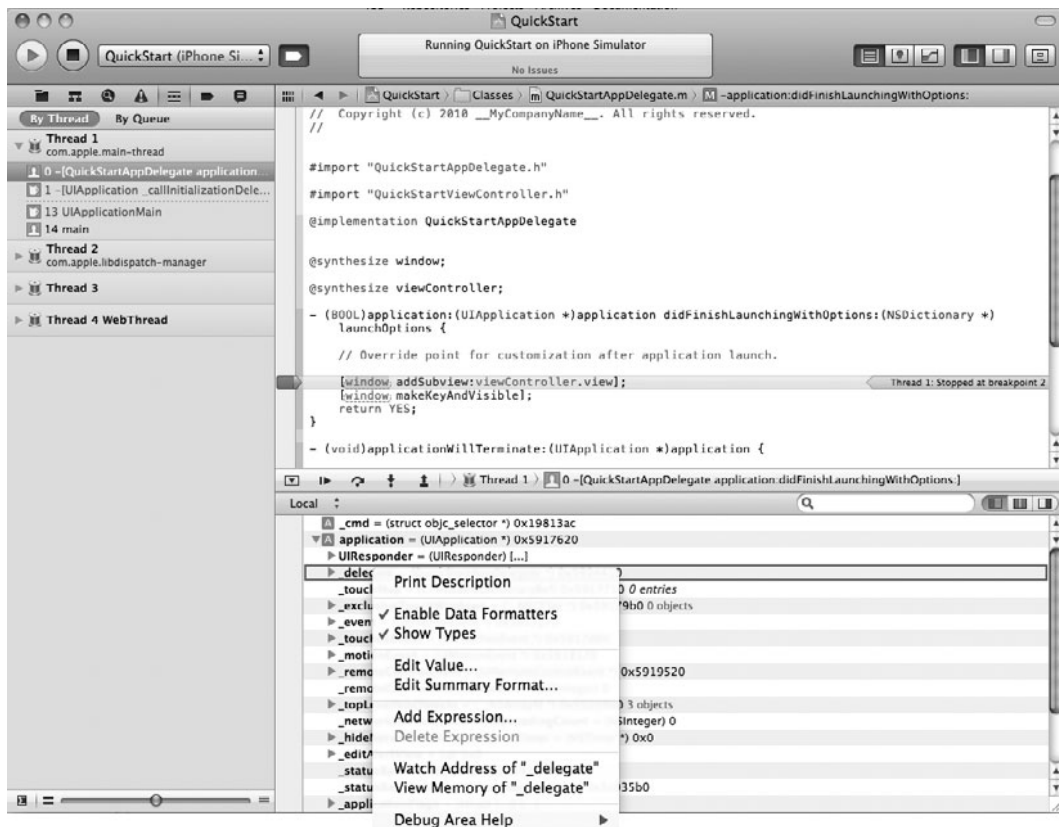 QuickStart
QuickStart (iPhone Si...
Running QuickStart on iPhone Simulator
No Issues
QuickStart Classes QuickStartAppDelegate.m -application:didFinishLaunchingWithOptions:
By Thread By Queue
Thread 1
com.apple.main-thread
0 -[QuickStartAppDelegate application...
1 -[UIApplication _callInitializationDele...
13 UIApplicationMain
14 main
Thread 2
com.apple.libdispatch-manager
Thread 3
Thread 4 WebThread
// Copyright (c) 2010 __MyCompanyName__. All rights reserved.
//
#import "QuickStartAppDelegate.h"
#import "QuickStartViewController.h"
@implementation QuickStartAppDelegate
@synthesize window;
@synthesize viewController;
- (BOOL)application:(UIApplication *)application didFinishLaunchingWithOptions:(NSDictionary *)
launchOptions {
// Override point for customization after application launch.
[window addSubview:viewController.view];
Thread 1: Stopped at breakpoint 2
[window makeKeyAndVisible];
return YES;
}
- (void)applicationWillTerminate:(UIApplication *)application {
Thread 1 0 -[QuickStartAppDelegate application:didFinishLaunchingWithOptions:]
Local
A _cmd = (struct objc_selector *) 0x19813ac
A application = (UIApplication *) 0x5917620
UIResponder = (UIResponder) [...]
_deleg
_touch 0 entries
_exclu 9b0 0 objects
_even
_touch
_moti
_remo 0x5919520
_remo
_topL 3 objects
_netw SInteger) 0
_hide *) 0x0
_editA
_statu
_statu 35b0
_appli
Print Description
✓ Enable Data Formatters
✓ Show Types
Edit Value...
Edit Summary Format...
Add Expression...
Delete Expression
Watch Address of "_delegate"
View Memory of "_delegate"
Debug Area Help